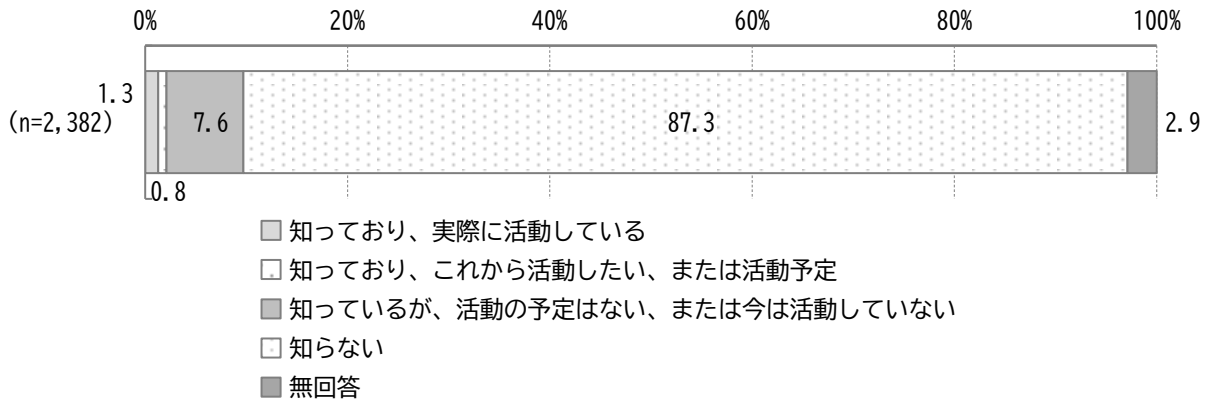 0% 20% 40% 60% 80% 100%
1.3
(n=2,382) 7.6 87.3 2.9
0.8
知っており、実際に活動している
知っており、これから活動したい、または活動予定
知っているが、活動の予定はない、または今は活動していない
知らない
無回答